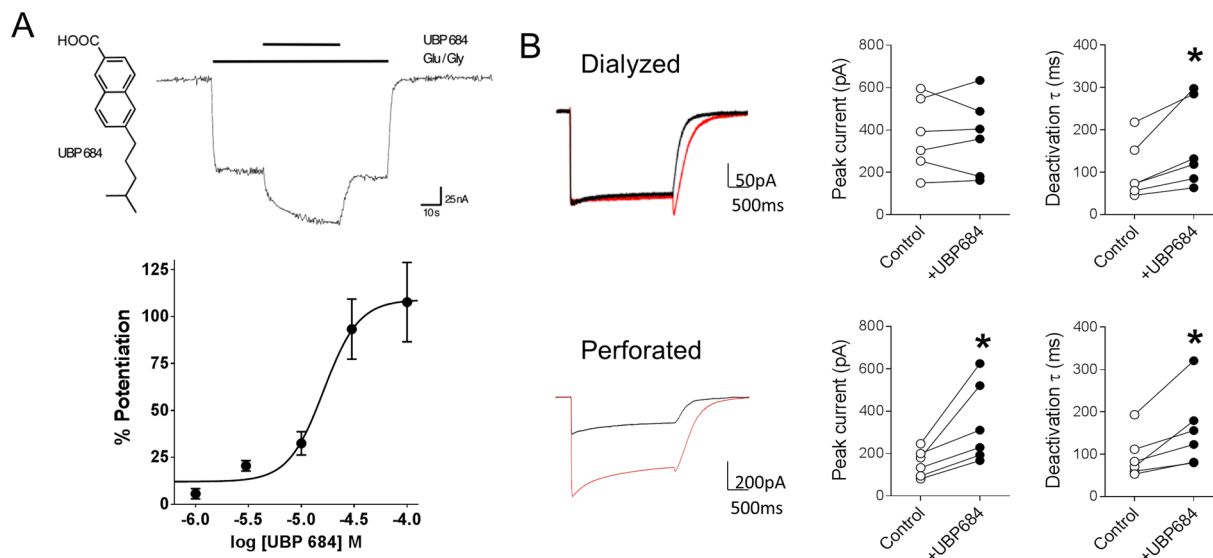 A
HOOC
UBP 684
UBP 684
Glu / Gly
25nA
10s
% Potentiation
125
100
75
50
25
0
-6.0 -5.5 -5.0 -4.5 -4.0
log [UBP 684] M
B
Dialyzed
50pA
500ms
Peak current (pA)
800
600
400
200
0
Control
+UBP684
Deactivation τ (ms)
400
300
200
100
0
*
Control
+UBP684
Perforated
200pA
500ms
Peak current (pA)
800
600
400
200
0
*
Control
+UBP684
Deactivation τ (ms)
400
300
200
100
0
*
Control
+UBP684